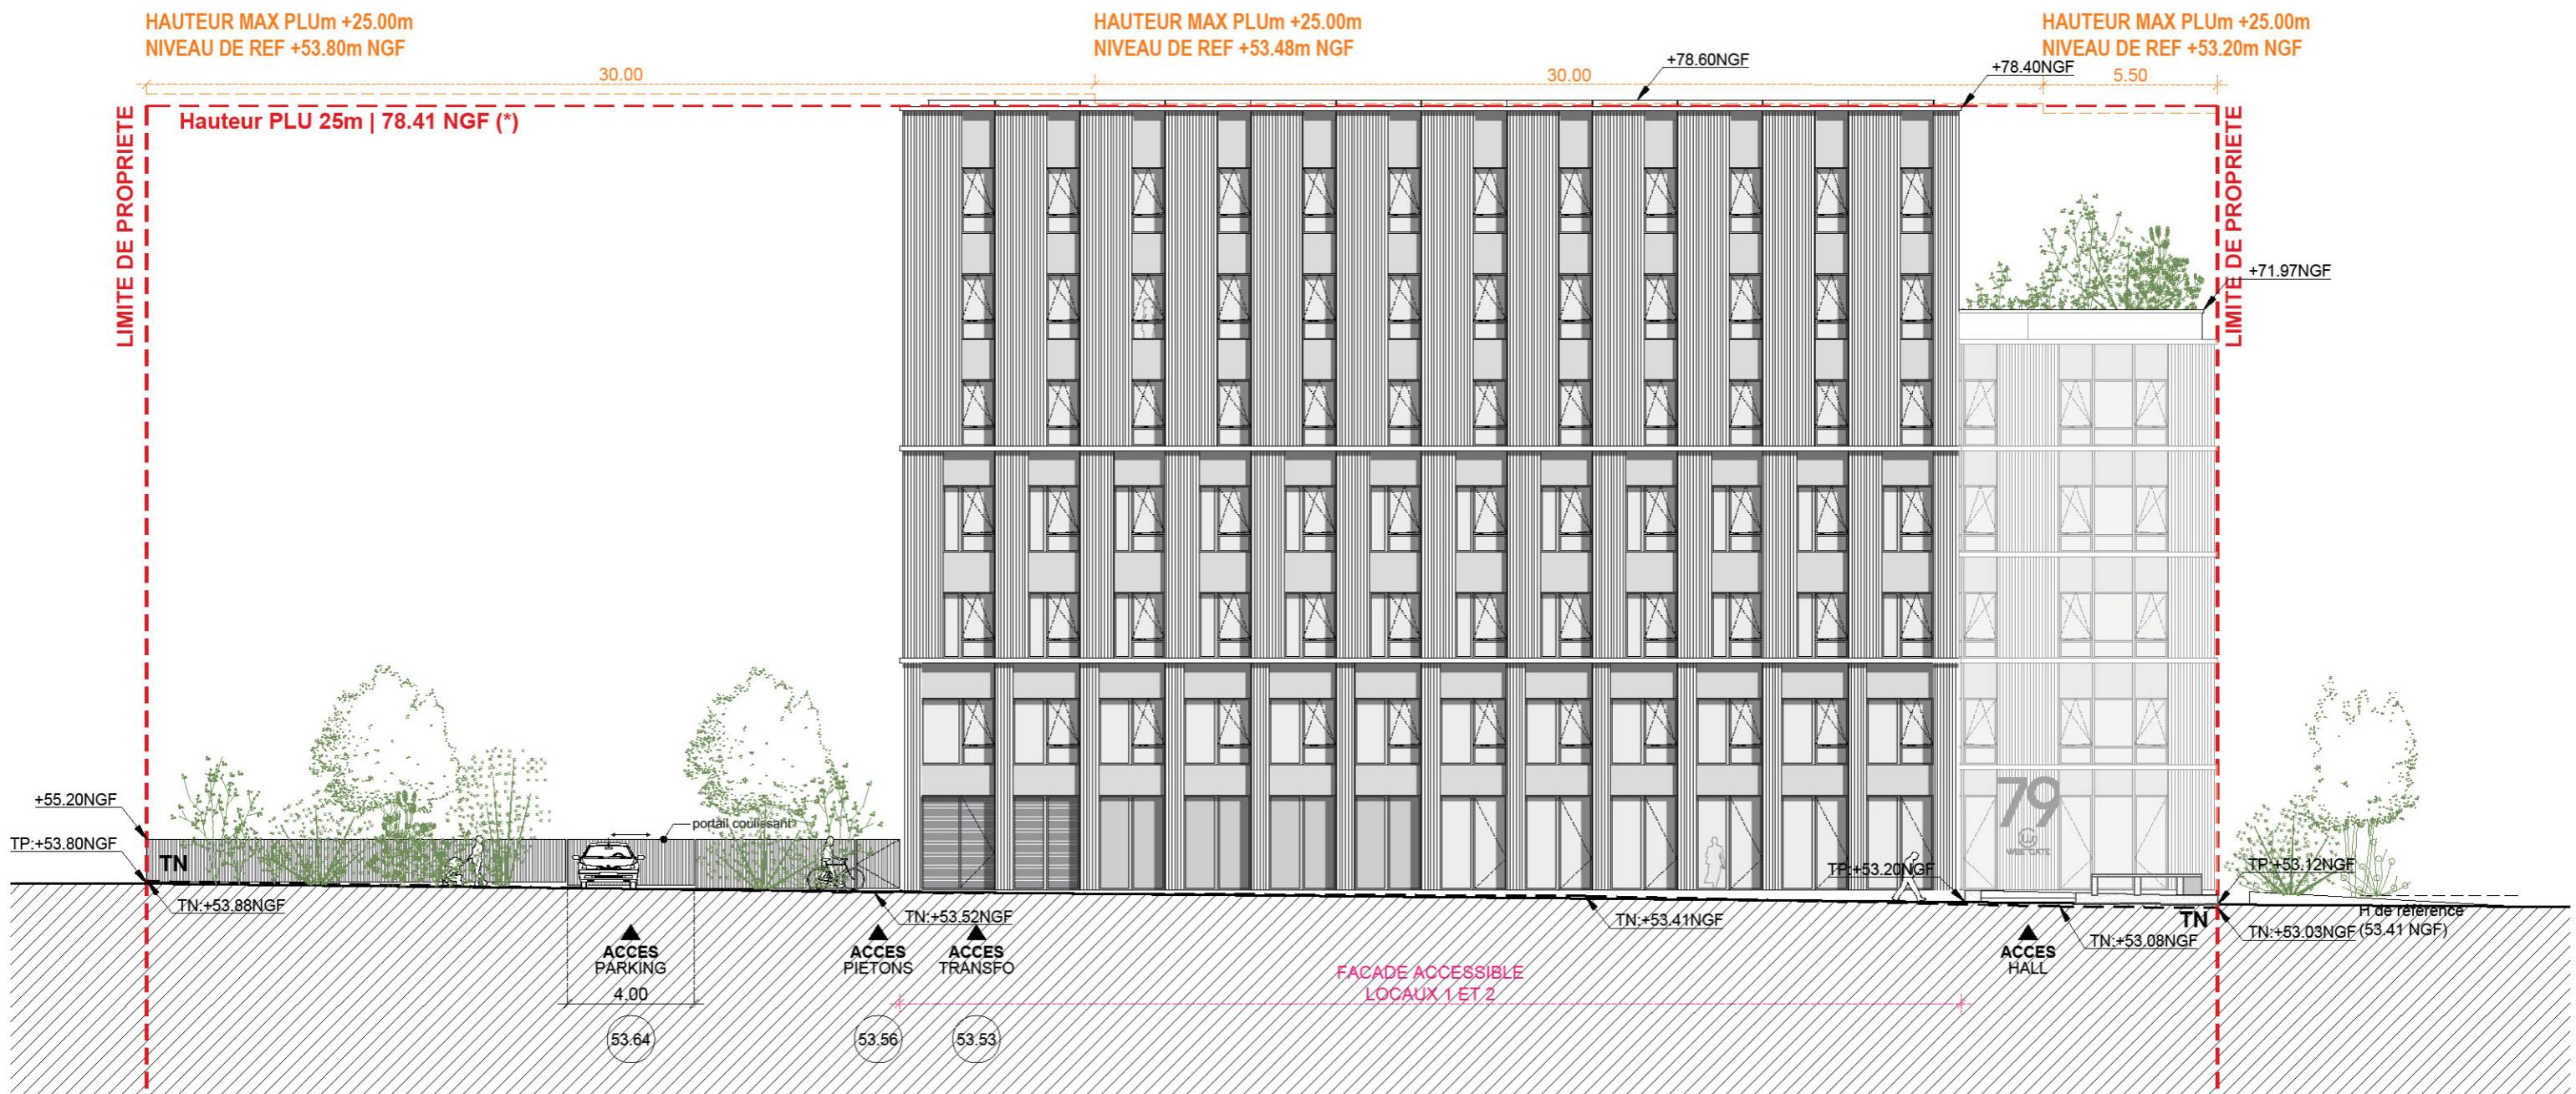 HAUTEUR MAX PLUm +25.00m
NIVEAU DE REF +53.80m NGF
HAUTEUR MAX PLUm +25.00m
NIVEAU DE REF +53.48m NGF
HAUTEUR MAX PLUm +25.00m
NIVEAU DE REF +53.20m NGF
30.00
30.00
5.50
+78.60NGF
+78.40NGF
Hauteur PLU 25m | 78.41 NGF (*)
LIMITE DE PROPRIETE
LIMITE DE PROPRIETE
+71.97NGF
79
WESTGATE
+55.20NGF
TP:+53.80NGF
TN
portail coulissant
TN:+53.88NGF
TN:+53.52NGF
TN:+53.41NGF
TP:+53.20NGF
TP:+53.12NGF
TN
TN:+53.08NGF
H de référence
(53.41 NGF)
TN:+53.03NGF
ACCES
PARKING
4.00
ACCES
PIETONS
ACCES
TRANSFO
FACADE ACCESSIBLE
LOCAUX 1 ET 2
ACCES
HALL
53.64
53.56
53.53